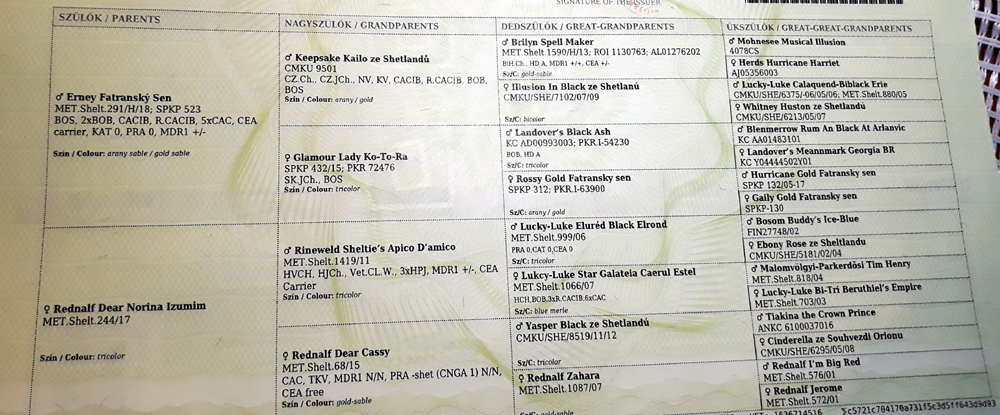 SIGNATURE OF THE ISSUER
SZÜLŐK / PARENTS
♂ Erney Fatranský Sen
MET.Shelt.291/H/18; SPKP 523
BOS, 2xBOB, CACIB, R.CACIB, 5xCAC, CEA
carrier, KAT 0, PRA 0, MDR1 +/-
Szín / Colour: arany sable / gold sable
♀ Rednalf Dear Norina Izumim
MET.Shelt.244/17
Szín / Colour: tricolor
NAGYSZÜLŐK / GRANDPARENTS
♂ Keepsake Kailo ze Shetlandů
CMKU 9501
CZ.Ch., CZ.JCh., NV, KV, CACIB, R.CACIB, BOB,
BOS
Szín / Colour: arany / gold
♀ Glamour Lady Ko-To-Ra
SPKP 432/15; PKR 72476
SK.JCh., BOS
Szín / Colour: tricolor
♂ Rineweld Sheltie's Apico D'amico
MET.Shelt.1419/11
HVCH, HJCh., Vet.CL.W., 3xHPJ, MDR1 +/-, CEA
Carrier
Szín / Colour: tricolor
♀ Rednalf Dear Cassy
MET.Shelt.68/15
CAC, TKV, MDR1 N/N, PRA -shet (CNGA 1) N/N,
CEA free
Szín / Colour: gold-sable
DÉDSZÜLŐK / GREAT-GRANDPARENTS
♂ Brilyn Spell Maker
MET.Shelt.1590/H/13; ROI 1130763; AL01276202
BiH.Ch., HD A, MDR1 +/+, CEA +/-
Sz/C: gold-sable
♀ Illusion In Black ze Shetlanú
CMKU/SHE/7102/07/09
Sz/C: bicolor
♂ Landover's Black Ash
KC AD00993003; PKR.I-54230
BOB, HD A
Sz/C: tricolor
♀ Rossy Gold Fatransky sen
SPKP 312; PKR.I-63900
Sz/C: arany / gold
♂ Lucky-Luke Eluréd Black Elrond
MET.Shelt.999/06
PRA 0,CAT 0,CEA 0
Sz/C: tricolor
♀ Lukcy-Luke Star Galateia Caerul Estel
MET.Shelt.1066/07
HCH,BOB,3xR.CACIB,6xCAC
Sz/C: blue merle
♂ Yasper Black ze Shetlandú
CMKU/SHE/8519/11/12
Sz/C: tricolor
♀ Rednalf Zahara
MET.Shelt.1087/07
Sz/C: gold-sable
ÜKSZÜLŐK / GREAT-GREAT-GRANDPARENTS
♂ Mohnesee Musical Illusion
4078CS
♀ Herds Hurricane Harriet
AJ05356003
♂ Lucky-Luke Calaquend-Biblack Erie
CMKU/SHE/6375/-06/05/06; MET.Shelt.880/05
♀ Whitney Huston ze Shetlandú
CMKU/SHE/6213/05/07
♂ Blenmerrow Rum An Black At Arlanvic
KC AA01483101
♀ Landover's Meannmark Georgia BR
KC Y04444502Y01
♂ Hurricane Gold Fatransky sen
SPKP 132/05-17
♀ Gaily Gold Fatransky sen
SPKP-130
♂ Bosom Buddy's Ice-Blue
FIN27748/02
♀ Ebony Rose ze Sheltlandu
CMKU/SHE/5181/02/04
♂ Malomvölgyi-Parkerdősi Tim Henry
MET.Shelt.818/04
♀ Lucky-Luke Bi-Tri Beruthiel's Empire
MET.Shelt.703/03
♂ Tiakina the Crown Prince
ANKC 6100037016
♀ Cinderella ze Souhvezdi Orionu
CMKU/SHE/6295/05/08
♂ Rednalf I'm Big Red
MET.Shelt.576/01
♀ Rednalf Jerome
MET.Shelt.572/01